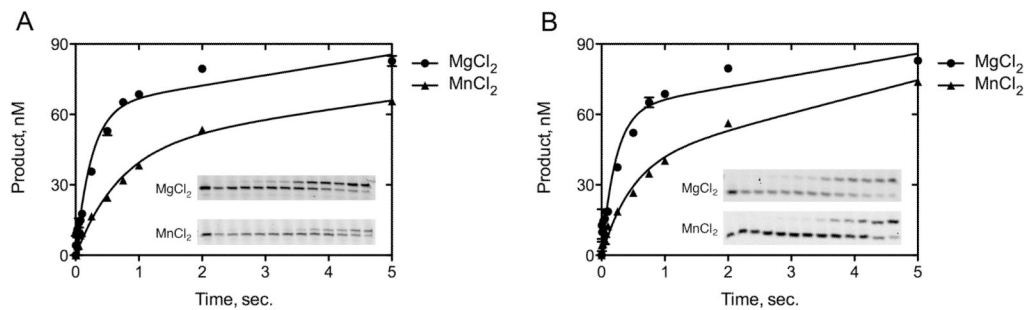 A
90
60
30
0
Product, nM
0
1
2
3
4
5
Time, sec.
MgCl2
MnCl2
MgCl2
MnCl2
B
90
60
30
0
Product, nM
0
1
2
3
4
5
Time, sec.
MgCl2
MnCl2
MgCl2
MnCl2